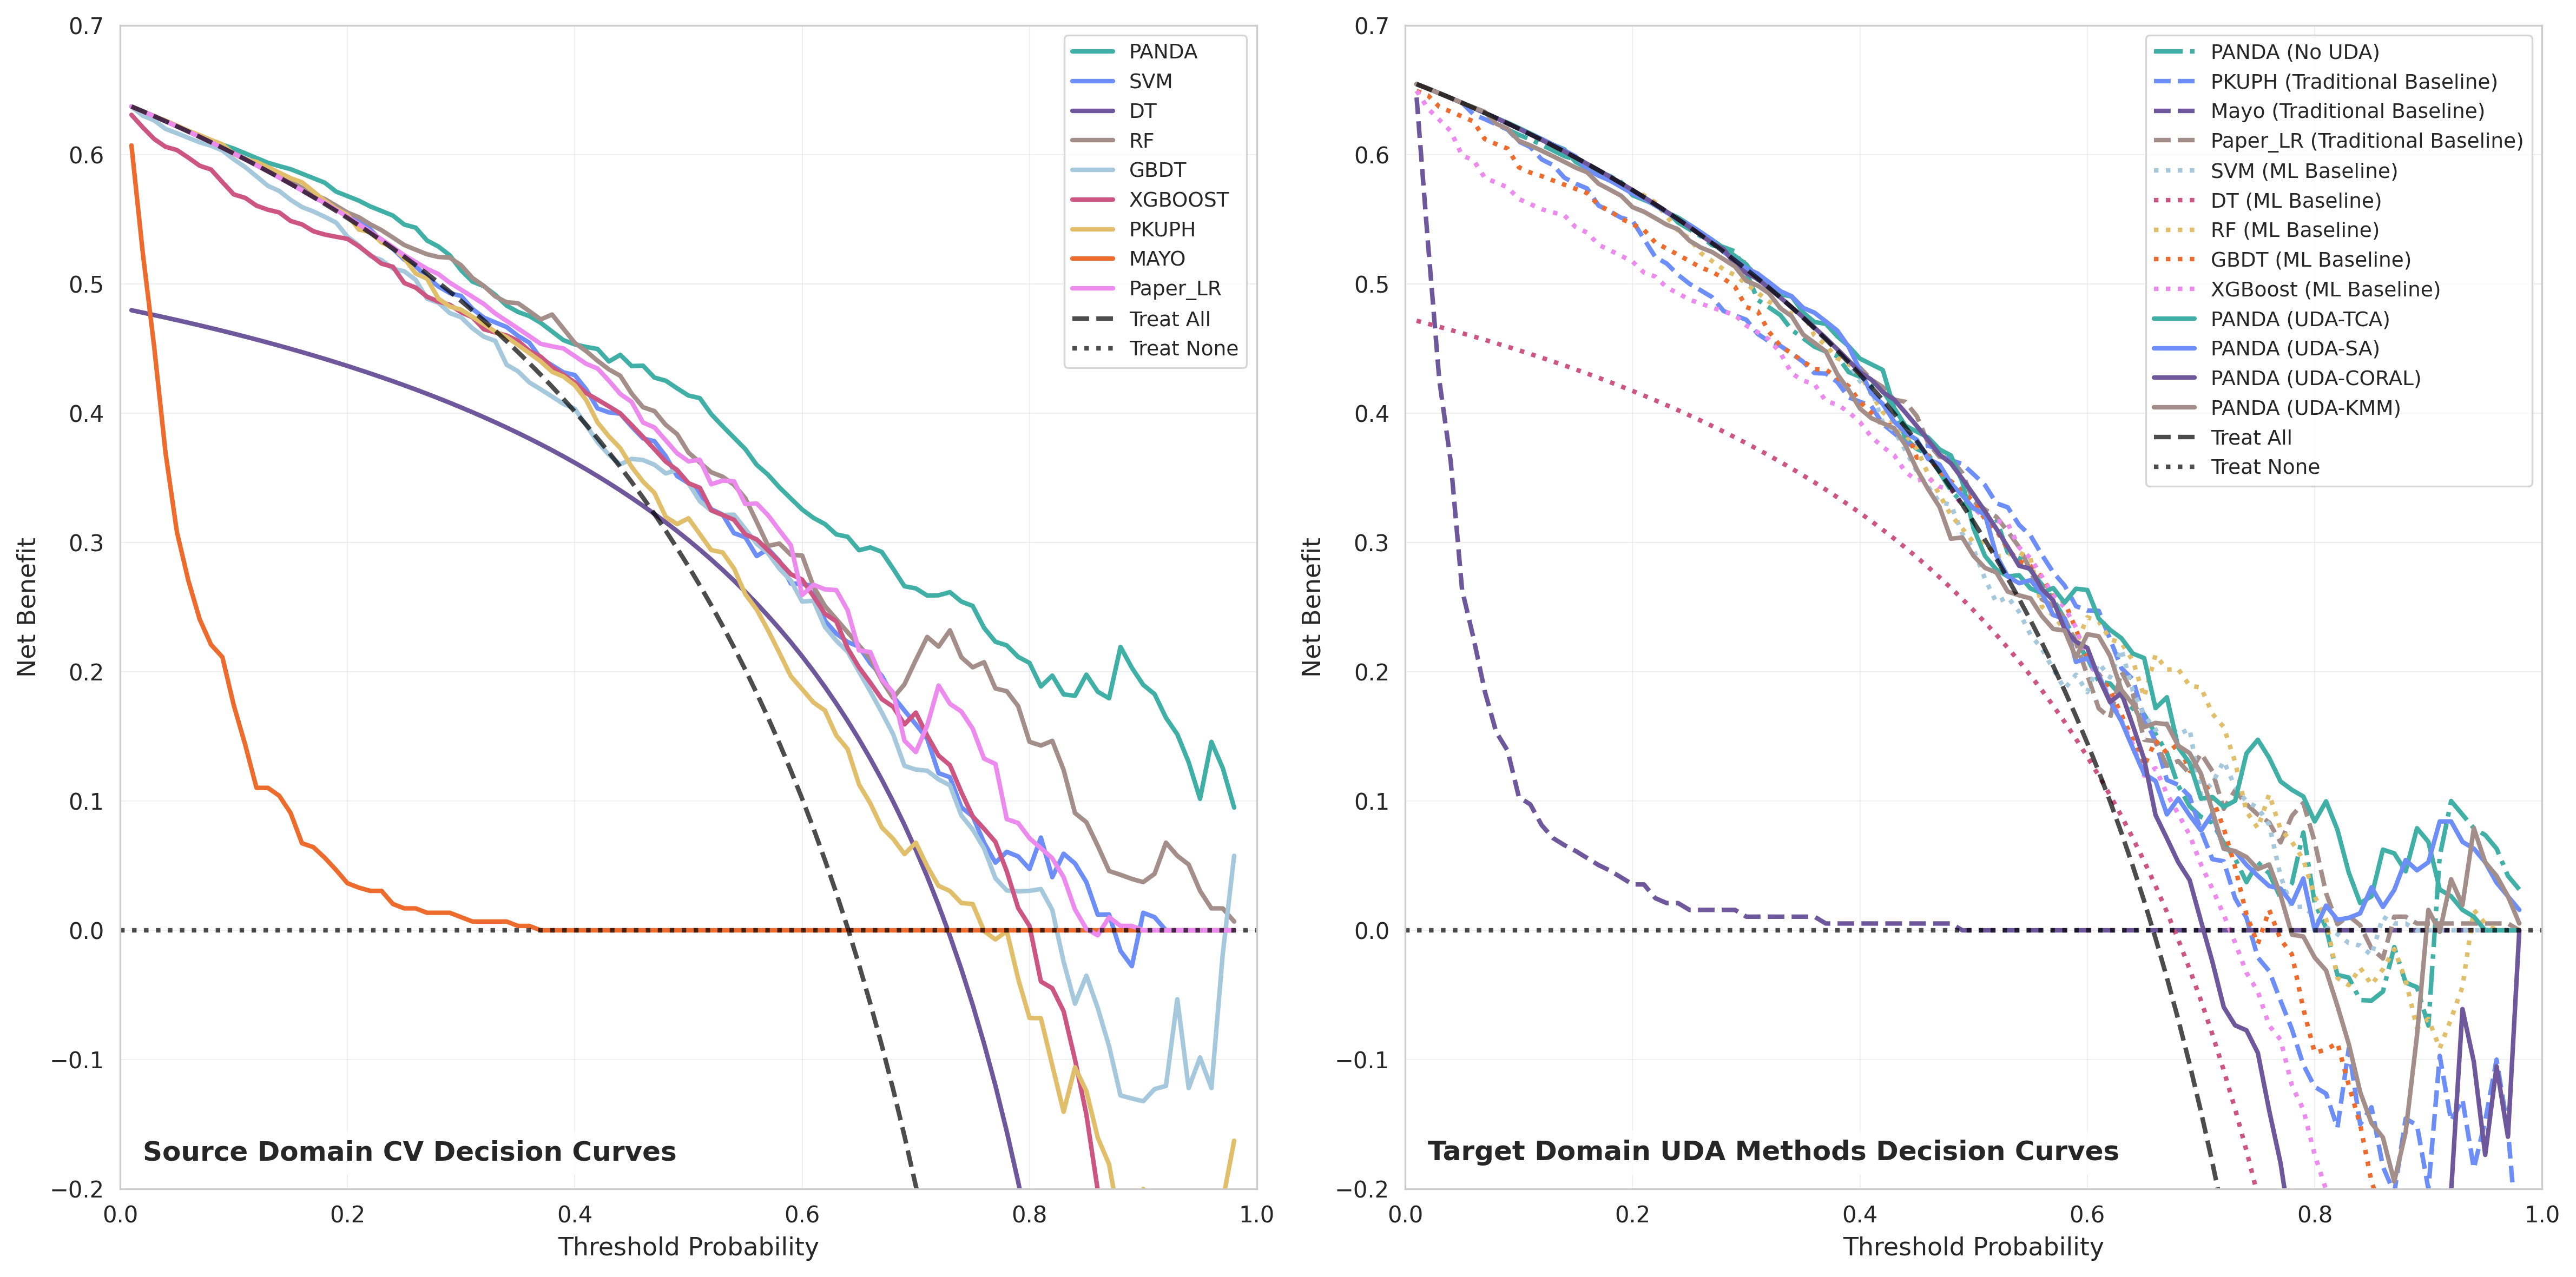 0.7
0.6
0.5
0.4
0.3
0.2
0.1
0.0
−0.1
−0.2
Net Benefit
PANDA
SVM
DT
RF
GBDT
XGBOOST
PKUPH
MAYO
Paper_LR
Treat All
Treat None
Source Domain CV Decision Curves
0.0 0.2 0.4 0.6 0.8 1.0
Threshold Probability
0.7
0.6
0.5
0.4
0.3
0.2
0.1
0.0
−0.1
−0.2
Net Benefit
PANDA (No UDA)
PKUPH (Traditional Baseline)
Mayo (Traditional Baseline)
Paper_LR (Traditional Baseline)
SVM (ML Baseline)
DT (ML Baseline)
RF (ML Baseline)
GBDT (ML Baseline)
XGBoost (ML Baseline)
PANDA (UDA-TCA)
PANDA (UDA-SA)
PANDA (UDA-CORAL)
PANDA (UDA-KMM)
Treat All
Treat None
Target Domain UDA Methods Decision Curves
0.0 0.2 0.4 0.6 0.8 1.0
Threshold Probability